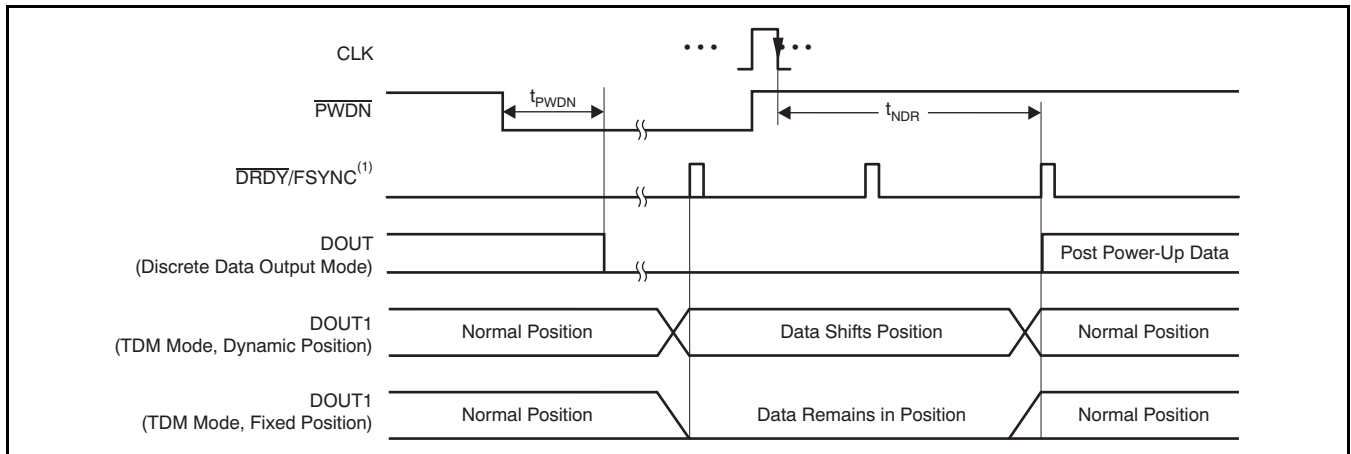 CLK
PWDN
tPWDN
tNDR
DRDY/FSYNC(1)
DOUT
(Discrete Data Output Mode)
Post Power-Up Data
DOUT1
(TDM Mode, Dynamic Position)
Normal Position
Data Shifts Position
Normal Position
DOUT1
(TDM Mode, Fixed Position)
Normal Position
Data Remains in Position
Normal Position